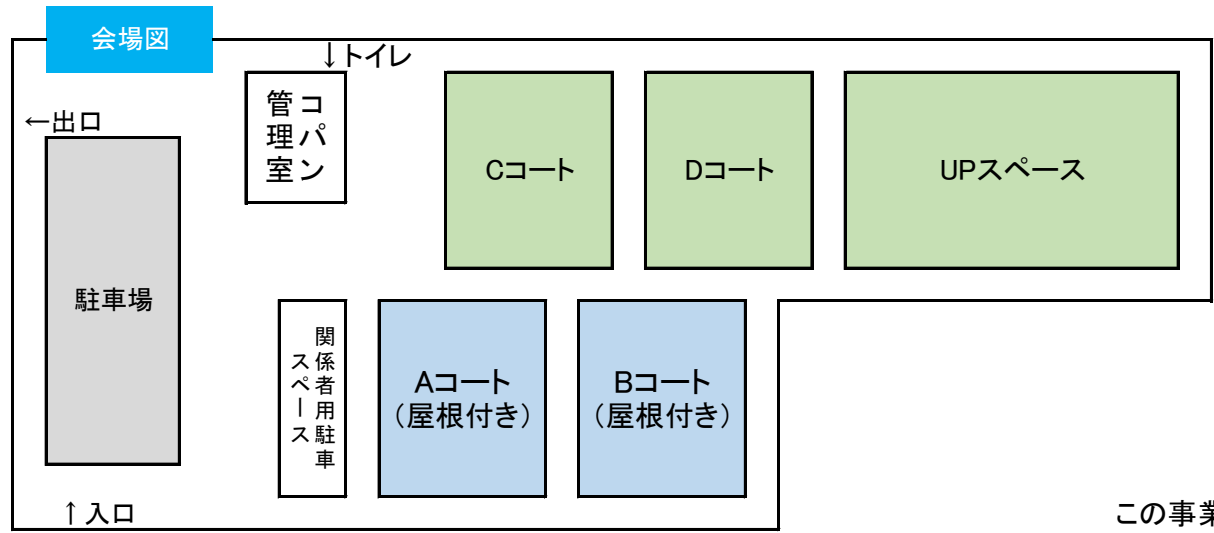 会場図
↓トイレ
コパン
管理室
←出口
Cコート
Dコート
UPスペース
駐車場
関係者用駐車
スペース
Aコート
（屋根付き）
Bコート
（屋根付き）
↑入口
この事業